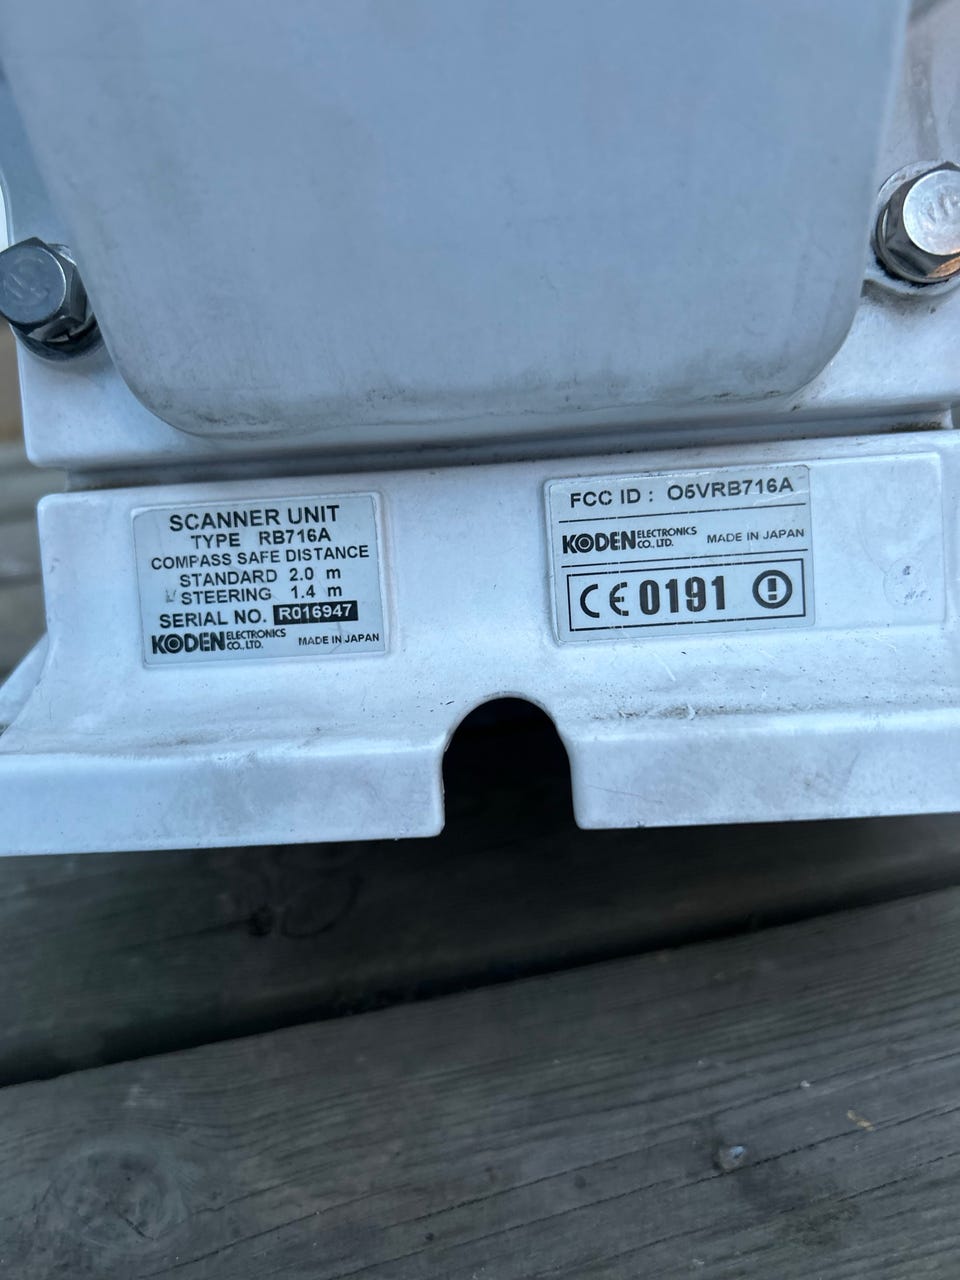 SCANNER UNIT
TYPE RB716A
COMPASS SAFE DISTANCE
STANDARD 2.0 m
STEERING 1.4 m
SERIAL NO. R016947
KODEN ELECTRONICS CO.,LTD. MADE IN JAPAN
FCC ID : O6VRB716A
KODEN ELECTRONICS CO.,LTD. MADE IN JAPAN
CE 0191